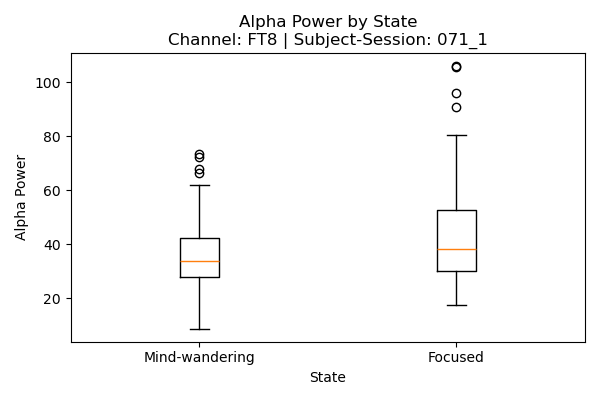 Alpha Power by State
Channel: FT8 | Subject-Session: 071_1
Alpha Power
100
80
60
40
20
Mind-wandering
Focused
State